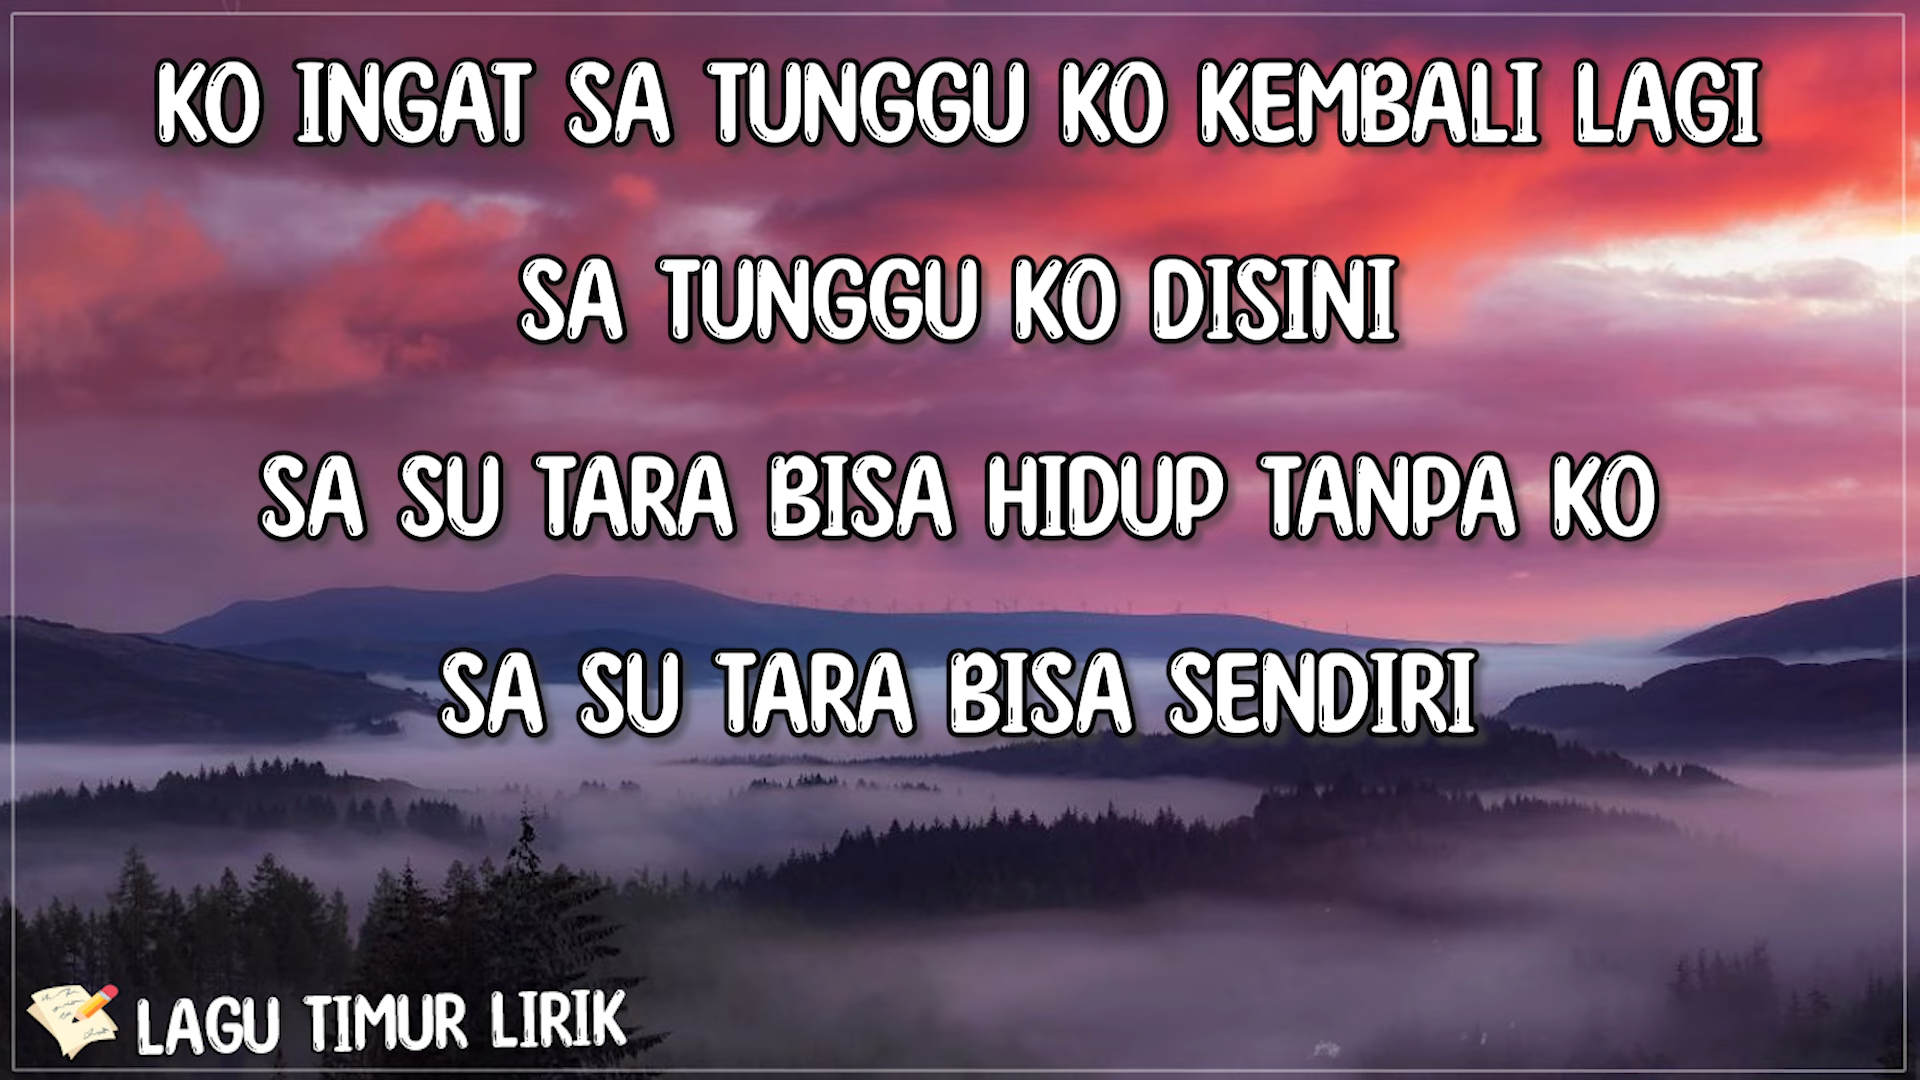 KO INGAT SA TUNGGU KO KEMBALI LAGI
SA TUNGGU KO DISINI
SA SU TARA BISA HIDUP TANPA KO
SA SU TARA BISA SENDIRI
LAGU TIMUR LIRIK